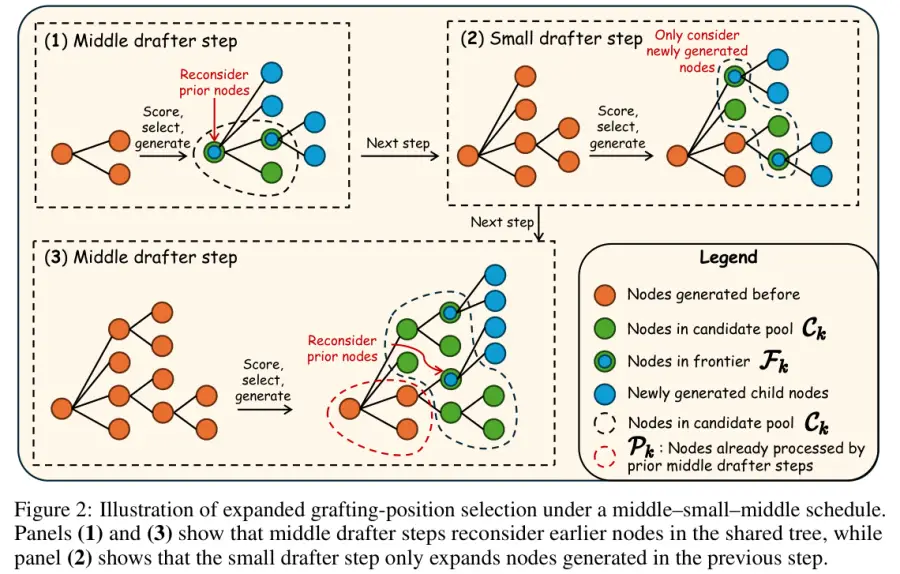 (1) Middle drafter step
Reconsider
prior nodes
Score,
select,
generate
Next step
(2) Small drafter step
Only consider
newly generated
nodes
Score,
select,
generate
Next step
(3) Middle drafter step
Reconsider
prior nodes
Score,
select,
generate
Legend
Nodes generated before
Nodes in candidate pool 𝒞ₖ
Nodes in frontier ℱₖ
Newly generated child nodes
Nodes in candidate pool 𝒞ₖ
𝒫ₖ : Nodes already processed by
prior middle drafter steps
Figure 2: Illustration of expanded grafting-position selection under a middle–small–middle schedule.
Panels (1) and (3) show that middle drafter steps reconsider earlier nodes in the shared tree, while
panel (2) shows that the small drafter step only expands nodes generated in the previous step.